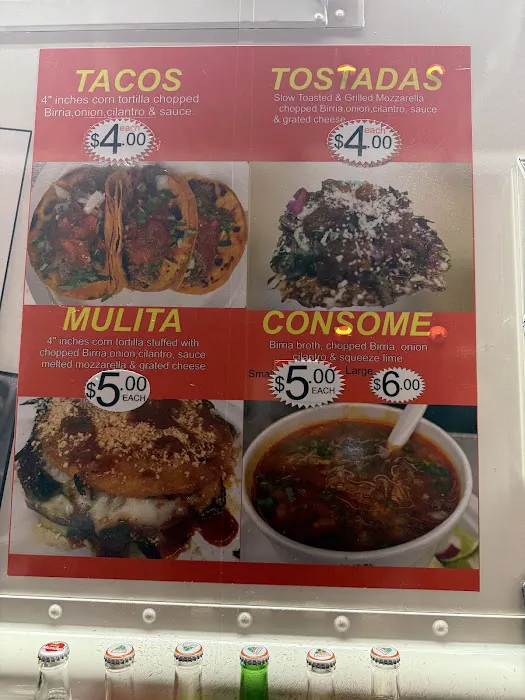 TACOS
4" inches corn tortilla chopped
Birria,onion,cilantro & sauce
each
$4.00
TOSTADAS
Slow Toasted & Grilled Mozzarella
chopped Birria,onion,cilantro, sauce
& grated cheese
each
$4.00
MULITA
4" inches corn tortilla stuffed with
chopped Birria,onion,cilantro, sauce
melted mozzarella & grated cheese
$5.00
EACH
CONSOME
Birria broth, chopped Birria, onion
cilantro & squeeze lime
$5.00
EACH
Large
$6.00